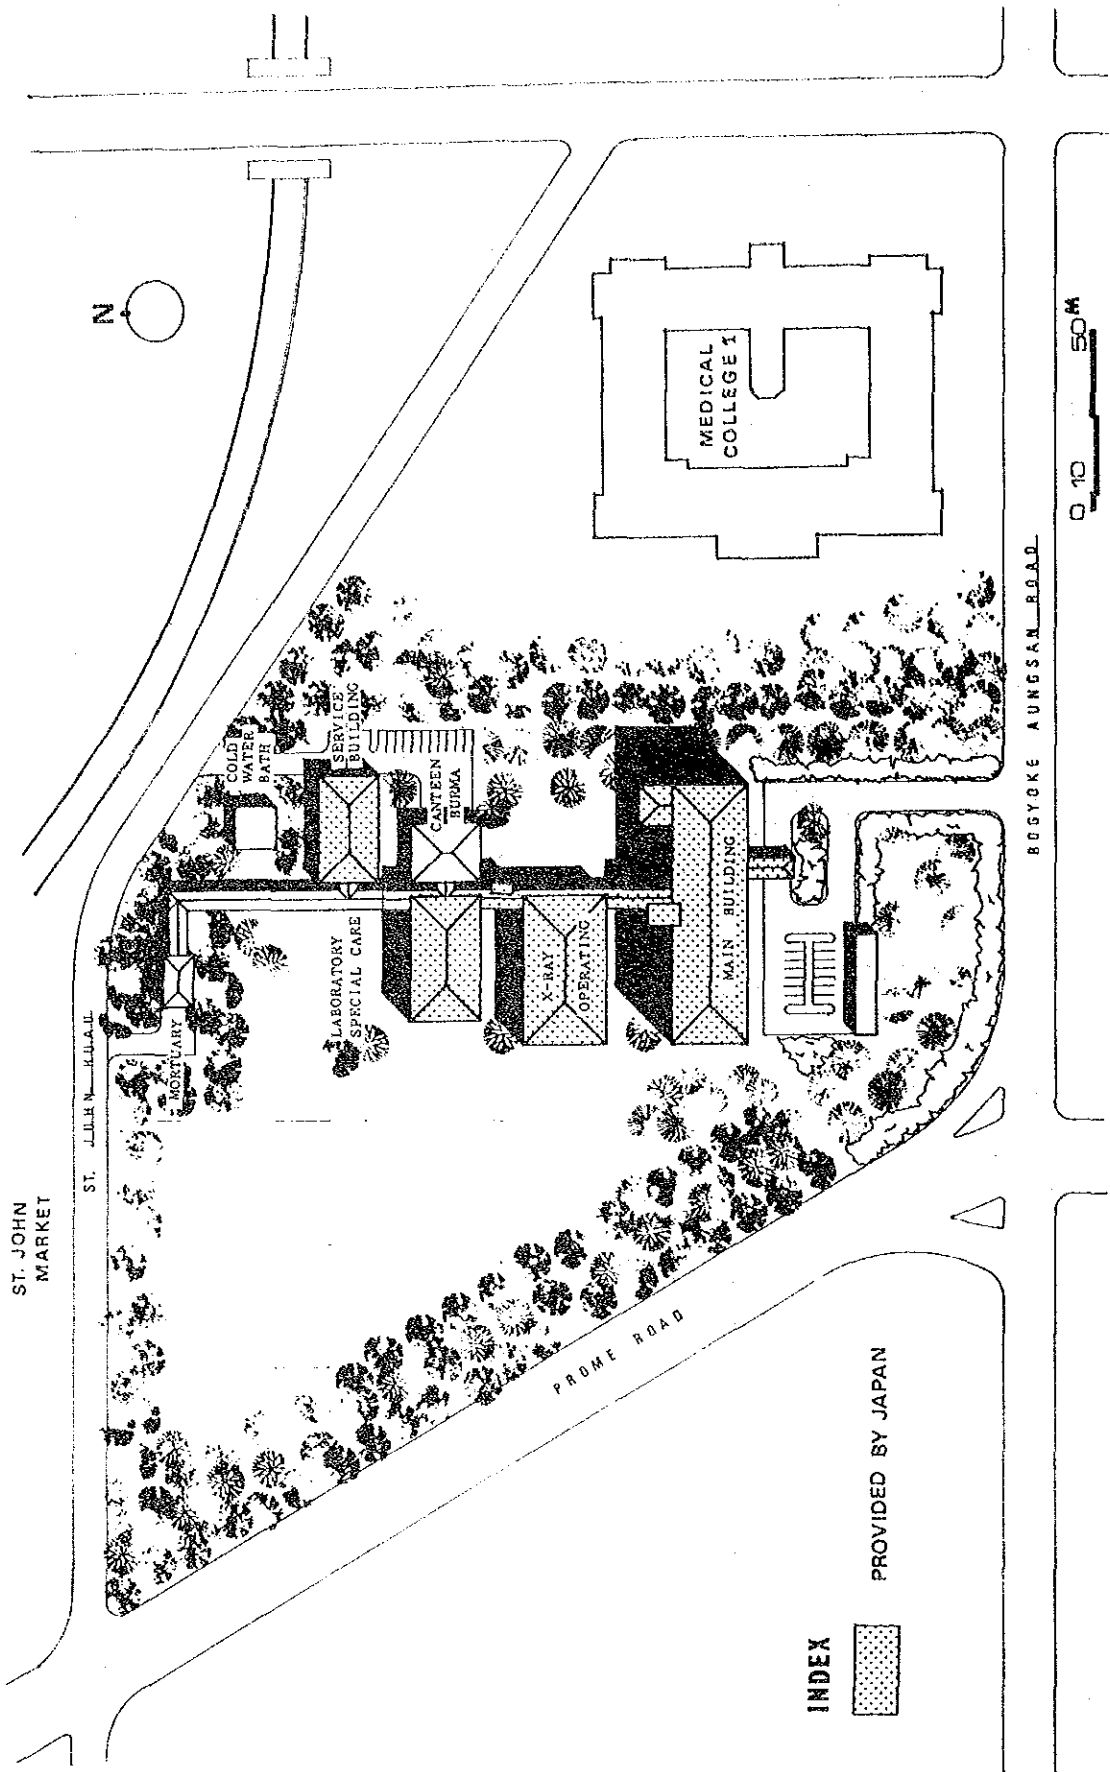 ST. JOHN
MARKET
ST. JOHN ROAD
N
COLD
WATER
BATH
SERVICE
BUILDING
CANTEEN
BURMA
MORTUARY
LABORATORY
SPECIAL CARE
X-RAY
OPERATING
MAIN BUILDING
MEDICAL
COLLEGE 1
PROME ROAD
BOGYOKE AUNGSAN ROAD
0 10 50M
INDEX
PROVIDED BY JAPAN